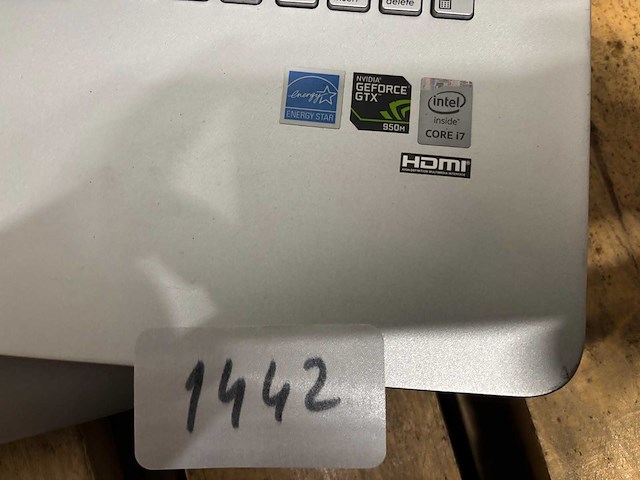 delete
energy
ENERGY STAR
NVIDIA
GEFORCE
GTX
950M
intel
inside
CORE i7
HDMI
1442